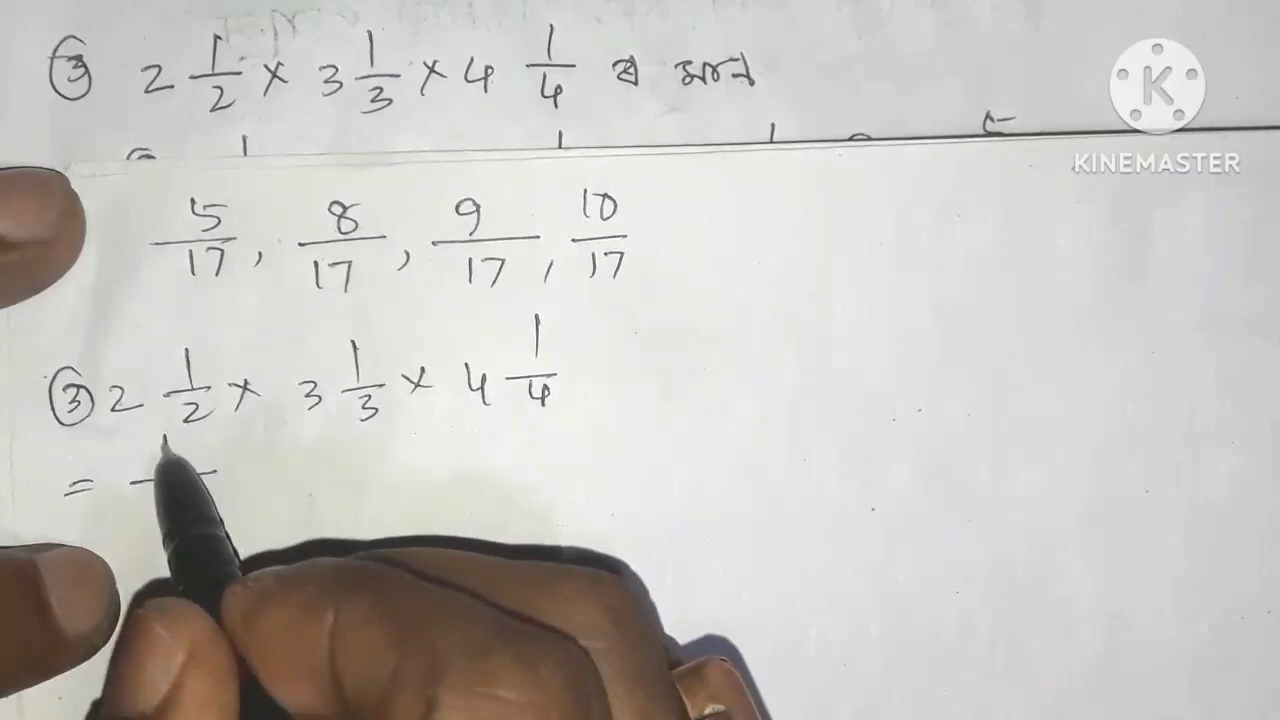 ③ 2 1/2 × 3 1/3 × 4 1/4 এর মান
5/17, 8/17, 9/17, 10/17
③ 2 1/2 × 3 1/3 × 4 1/4
=
KINEMASTER